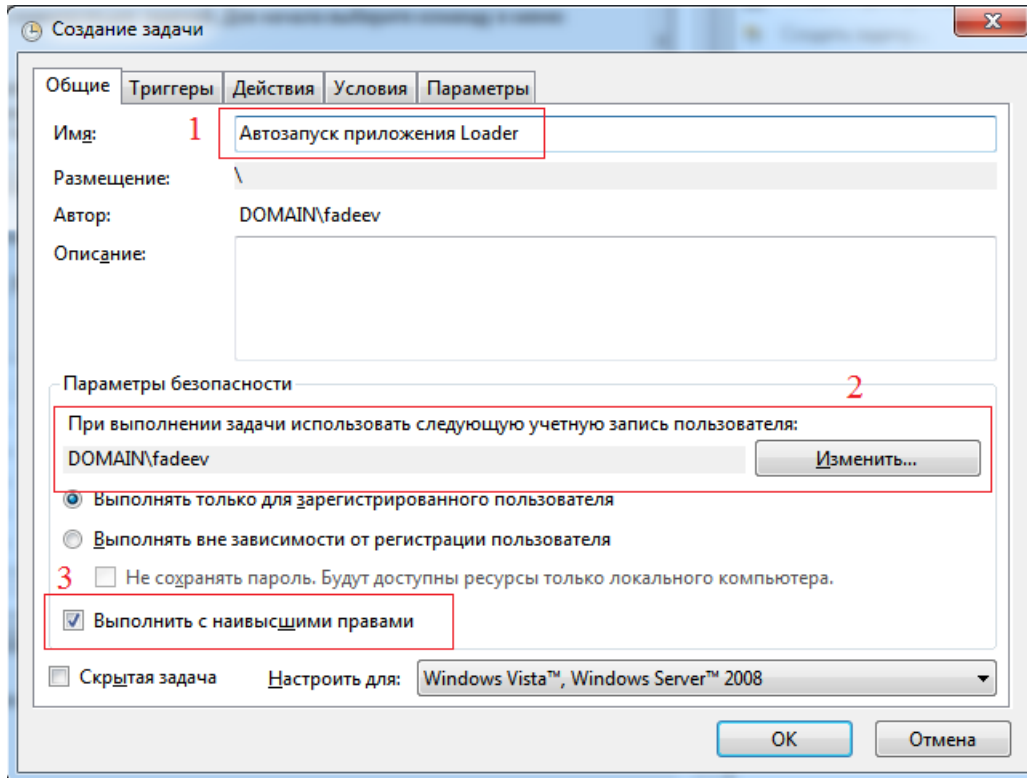 Создание задачи
Общие Триггеры Действия Условия Параметры
Имя: 1 Автозапуск приложения Loader
Размещение: \
Автор: DOMAIN\fadeev
Описание:
Параметры безопасности
2
При выполнении задачи использовать следующую учетную запись пользователя:
DOMAIN\fadeev Изменить...
Выполнять только для зарегистрированного пользователя
Выполнять вне зависимости от регистрации пользователя
3 Не сохранять пароль. Будут доступны ресурсы только локального компьютера.
Выполнить с наивысшими правами
Скрытая задача Настроить для: Windows Vista™, Windows Server™ 2008
ОК Отмена